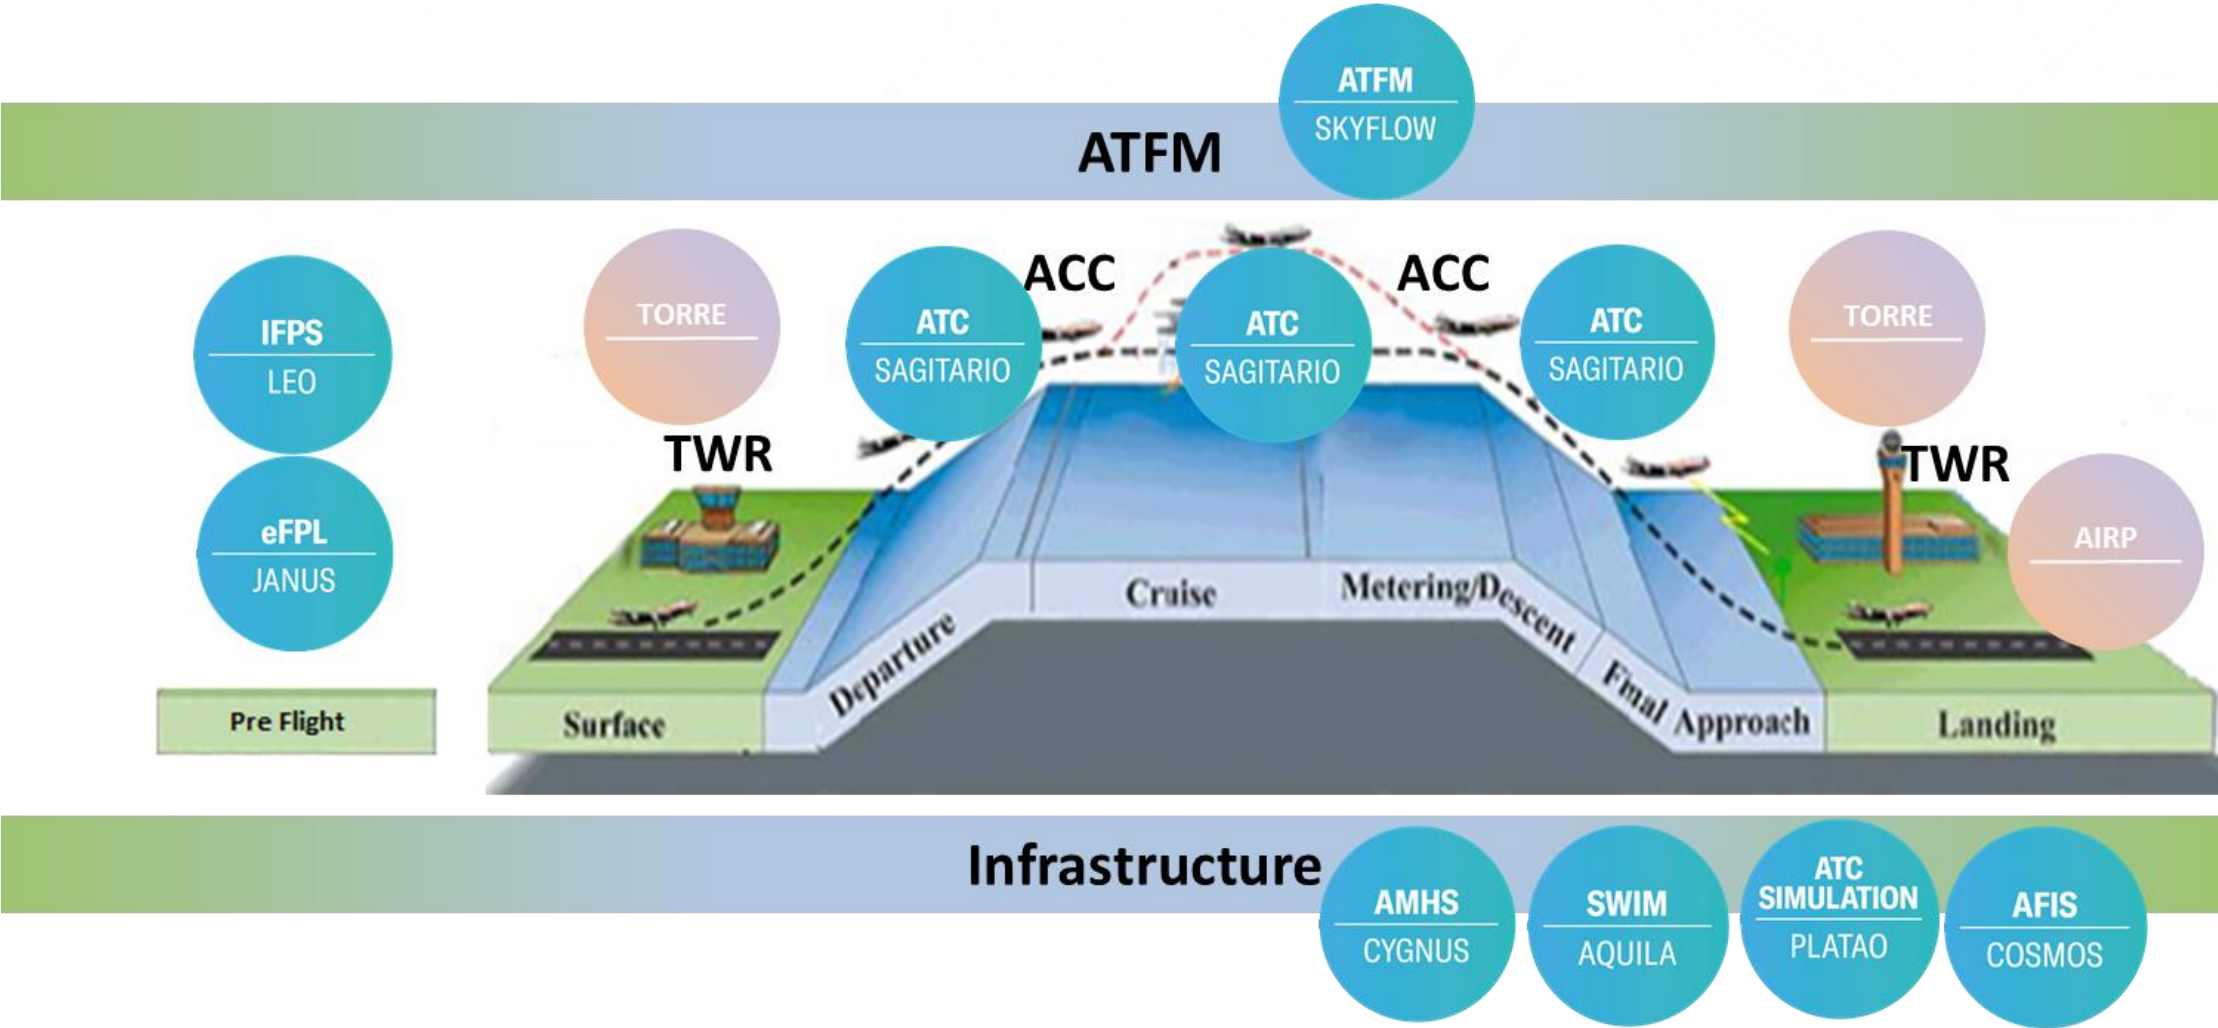 ATFM
SKYFLOW
ATFM
IFPS
LEO
eFPL
JANUS
Pre Flight
TORRE
TWR
ATC
SAGITARIO
ACC
ATC
SAGITARIO
ACC
ATC
SAGITARIO
TORRE
TWR
AIRP
Surface
Departure
Cruise
Metering/Descent
Final Approach
Landing
Infrastructure
AMHS
CYGNUS
SWIM
AQUILA
ATC
SIMULATION
PLATAO
AFIS
COSMOS